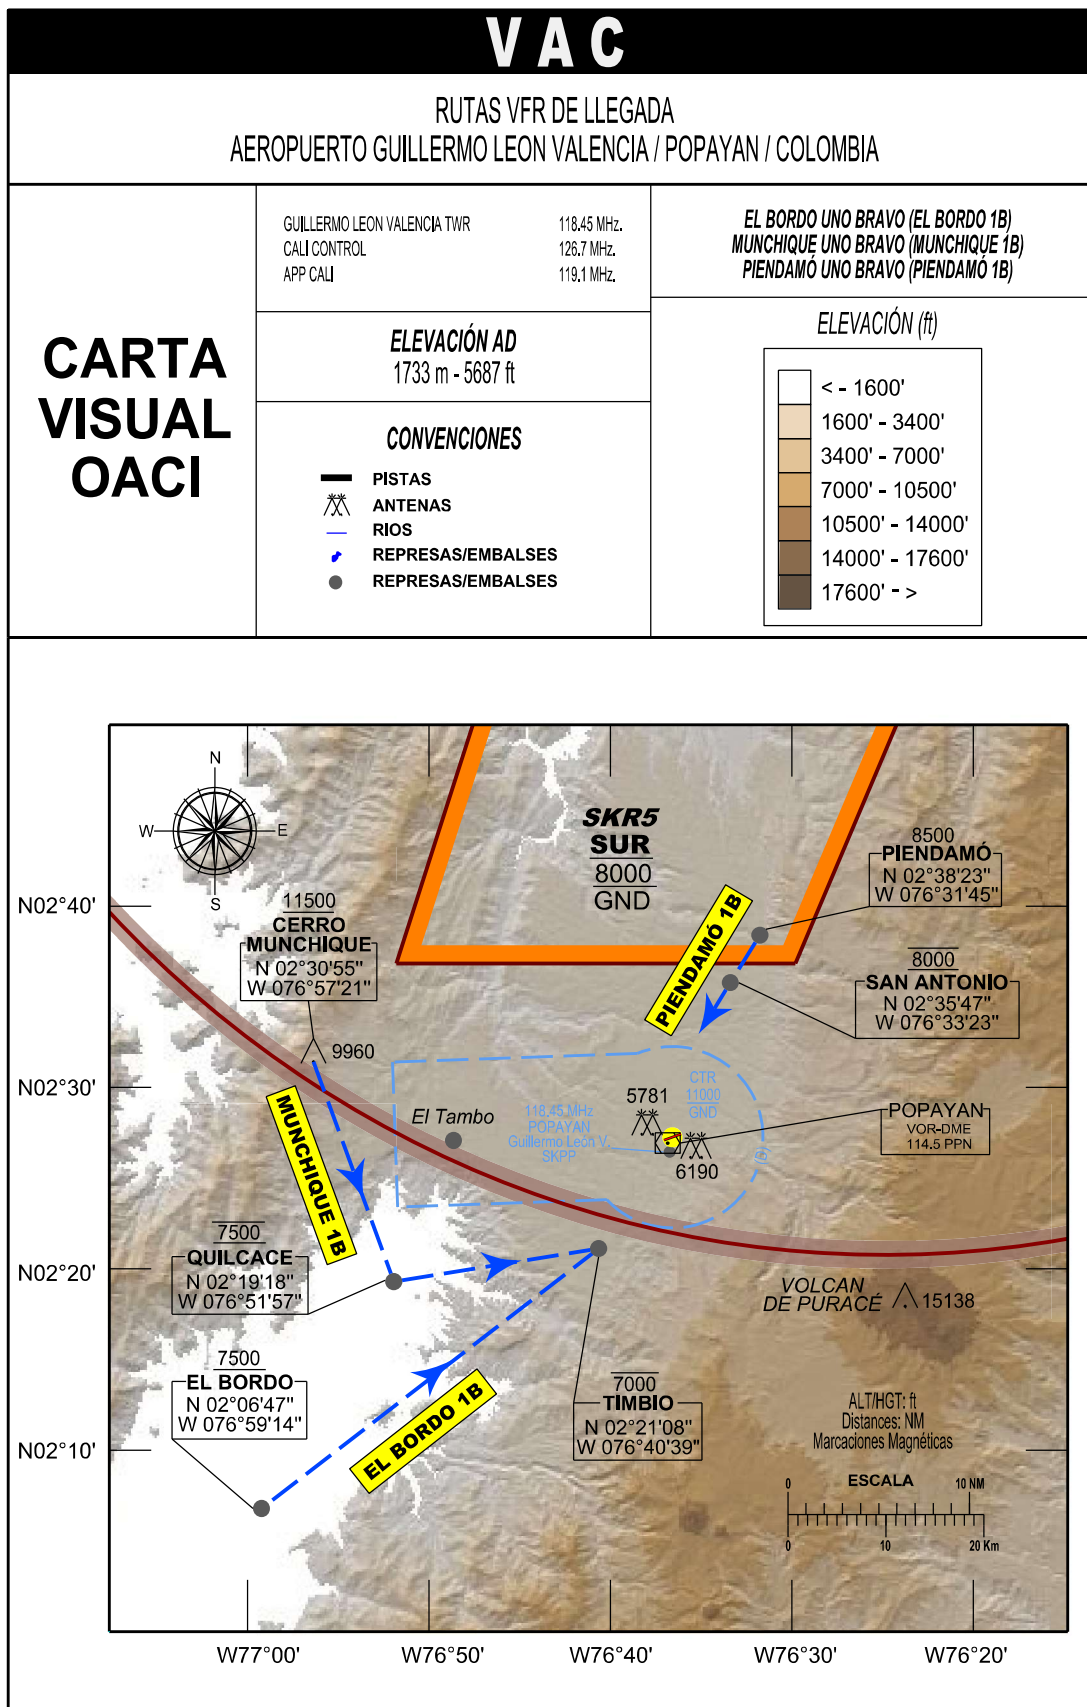 VAC
RUTAS VFR DE LLEGADA
AEROPUERTO GUILLERMO LEON VALENCIA / POPAYAN / COLOMBIA
CARTA
VISUAL
OACI
GUILLERMO LEON VALENCIA TWR 118.45 MHz.
CALI CONTROL 126.7 MHz.
APP CALI 119.1 MHz.
ELEVACIÓN AD
1733 m - 5687 ft
CONVENCIONES
PISTAS
ANTENAS
RIOS
REPRESAS/EMBALSES
REPRESAS/EMBALSES
EL BORDO UNO BRAVO (EL BORDO 1B)
MUNCHIQUE UNO BRAVO (MUNCHIQUE 1B)
PIENDAMÓ UNO BRAVO (PIENDAMÓ 1B)
ELEVACIÓN (ft)
< - 1600'
1600' - 3400'
3400' - 7000'
7000' - 10500'
10500' - 14000'
14000' - 17600'
17600' - >
N
W
E
S
SKR5
SUR
8000
GND
8500
PIENDAMÓ
N 02°38'23"
W 076°31'45"
11500
CERRO
MUNCHIQUE
N 02°30'55"
W 076°57'21"
PIENDAMÓ 1B
8000
SAN ANTONIO
N 02°35'47"
W 076°33'23"
9960
MUNCHIQUE 1B
El Tambo
118.45 MHz
POPAYAN
Guillermo León V.
SKPP
5781
CTR
11000
GND
6190
(B)
POPAYAN
VOR-DME
114.5 PPN
7500
QUILCACE
N 02°19'18"
W 076°51'57"
VOLCAN
DE PURACÉ
15138
7500
EL BORDO
N 02°06'47"
W 076°59'14"
EL BORDO 1B
7000
TIMBIO
N 02°21'08"
W 076°40'39"
ALT/HGT: ft
Distances: NM
Marcaciones Magnéticas
ESCALA
0 10 NM
0 10 20 Km
N02°40'
N02°30'
N02°20'
N02°10'
W77°00' W76°50' W76°40' W76°30' W76°20'